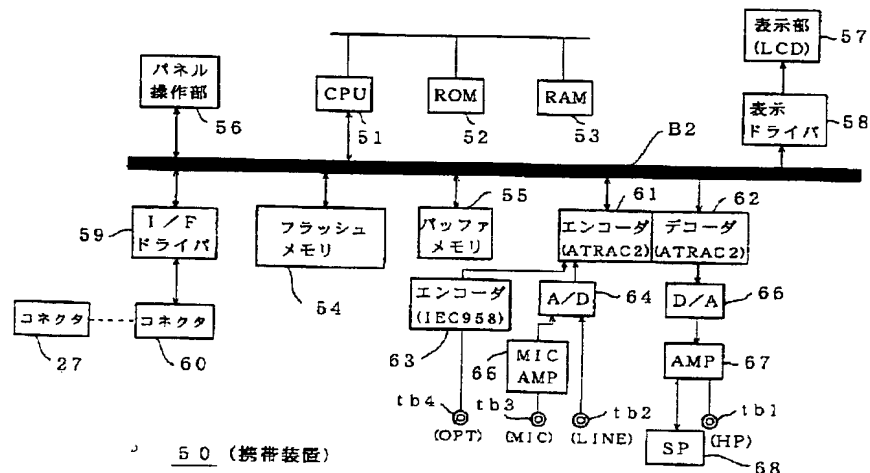 表示部
(LCD)
57
パネル
操作部
56
CPU
51
ROM
52
RAM
53
表示
ドライバ
58
B2
I/F
ドライバ
59
フラッシュ
メモリ
54
バッファ
メモリ
55
エンコーダ
(ATRAC2)
61
デコーダ
(ATRAC2)
62
コネクタ
27
コネクタ
60
エンコーダ
(IEC958)
63
A/D
64
D/A
66
MIC
AMP
66
AMP
67
tb4
(OPT)
tb3
(MIC)
tb2
(LINE)
tb1
(HP)
SP
68
50 (携帯装置)